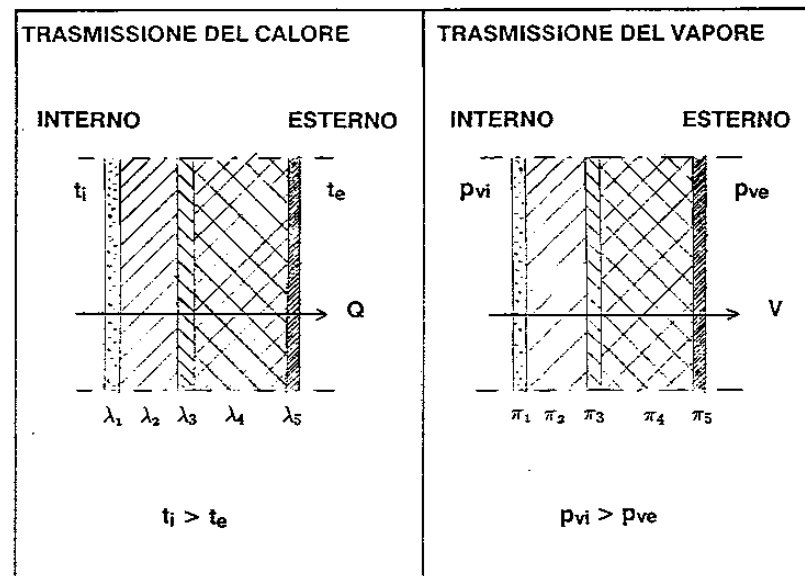 TRASMISSIONE DEL CALORE
INTERNO ESTERNO
ti te
Q
λ1 λ2 λ3 λ4 λ5
ti > te
TRASMISSIONE DEL VAPORE
INTERNO ESTERNO
pvi pve
V
π1 π2 π3 π4 π5
pvi > pve